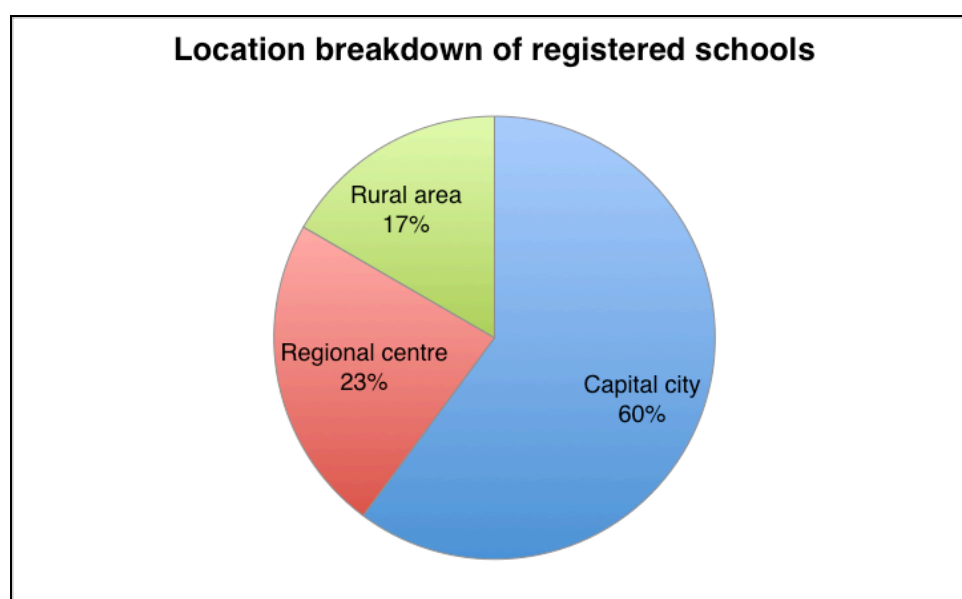 Location breakdown of registered schools
Rural area
17%
Regional centre
23%
Capital city
60%